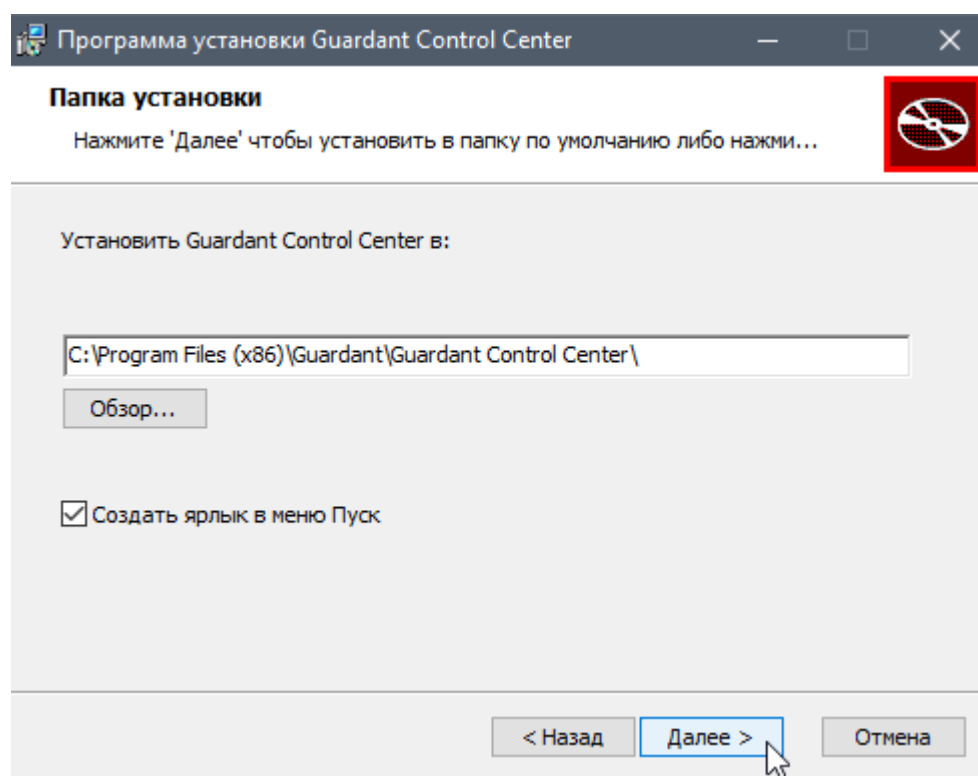 Программа установки Guardant Control Center
Папка установки
Нажмите 'Далее' чтобы установить в папку по умолчанию либо нажми...
Установить Guardant Control Center в:
C:\Program Files (x86)\Guardant\Guardant Control Center\
Обзор...
Создать ярлык в меню Пуск
< Назад
Далее >
Отмена